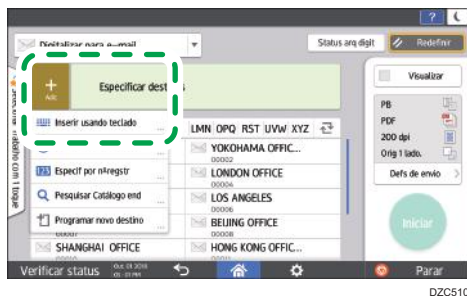 ?
Digitalizar para e-mail
Status arq digit
Redefinir
Visualizar
Especificar dest
s
PB
PDF
200 dpi
Orig 1 lado.
Defs de envio
Inserir usando teclado
LMN OPQ RST UVW XYZ
YOKOHAMA OFFIC...
00002
LONDON OFFICE
00004
Especif por nºregistr
Pesquisar Catálogo end
LOS ANGELES
00006
Programar novo destino
BEIJING OFFICE
00007
00008
SHANGHAI OFFICE
HONG KONG OFFIC...
Iniciar
Verificar status
Parar
DZC510